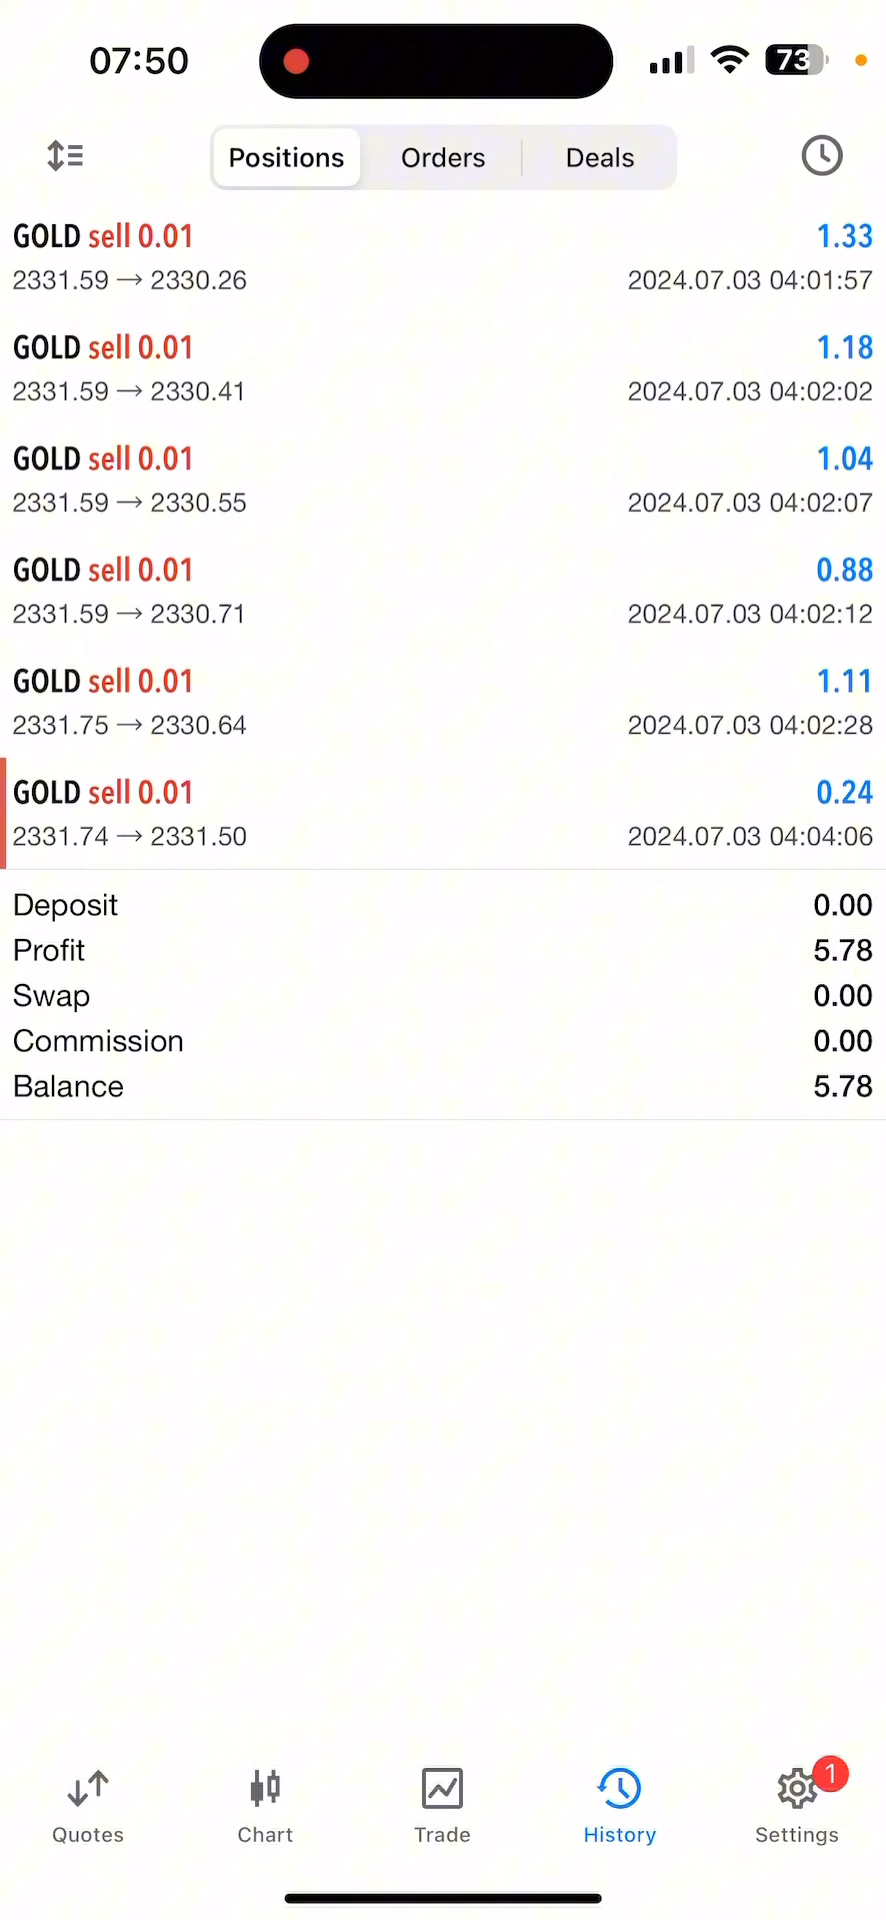 07:50 73
Positions Orders Deals
GOLD sell 0.01 1.33
2331.59 → 2330.26 2024.07.03 04:01:57
GOLD sell 0.01 1.18
2331.59 → 2330.41 2024.07.03 04:02:02
GOLD sell 0.01 1.04
2331.59 → 2330.55 2024.07.03 04:02:07
GOLD sell 0.01 0.88
2331.59 → 2330.71 2024.07.03 04:02:12
GOLD sell 0.01 1.11
2331.75 → 2330.64 2024.07.03 04:02:28
GOLD sell 0.01 0.24
2331.74 → 2331.50 2024.07.03 04:04:06
Deposit 0.00
Profit 5.78
Swap 0.00
Commission 0.00
Balance 5.78
1
Quotes Chart Trade History Settings